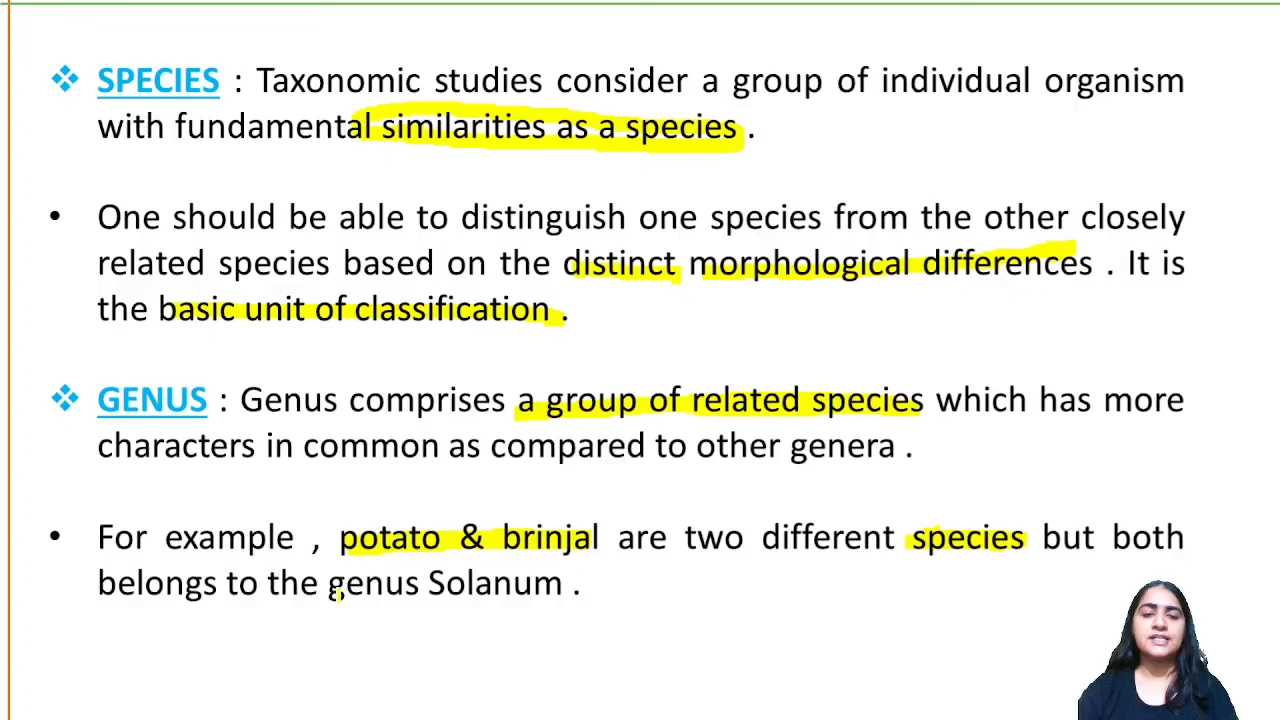 ❖ SPECIES : Taxonomic studies consider a group of individual organism
with fundamental similarities as a species .
• One should be able to distinguish one species from the other closely
related species based on the distinct morphological differences . It is
the basic unit of classification .
❖ GENUS : Genus comprises a group of related species which has more
characters in common as compared to other genera .
• For example , potato & brinjal are two different species but both
belongs to the genus Solanum .